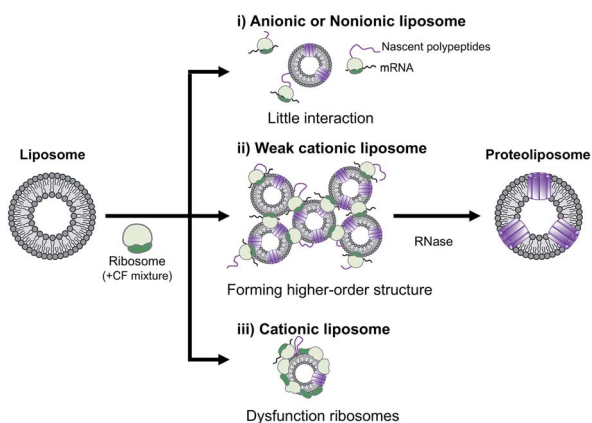 i) Anionic or Nonionic liposome
Nascent polypeptides
mRNA
Little interaction
Liposome
ii) Weak cationic liposome
Proteoliposome
Ribosome
(+CF mixture)
RNase
Forming higher-order structure
iii) Cationic liposome
Dysfunction ribosomes